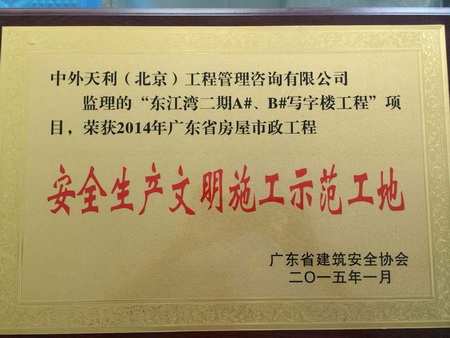 中外天利（北京）工程管理咨询有限公司
监理的“东江湾二期A#、B#写字楼工程”项
目，荣获2014年广东省房屋市政工程
安全生产文明施工示范工地
广东省建筑安全协会
二〇一五年一月